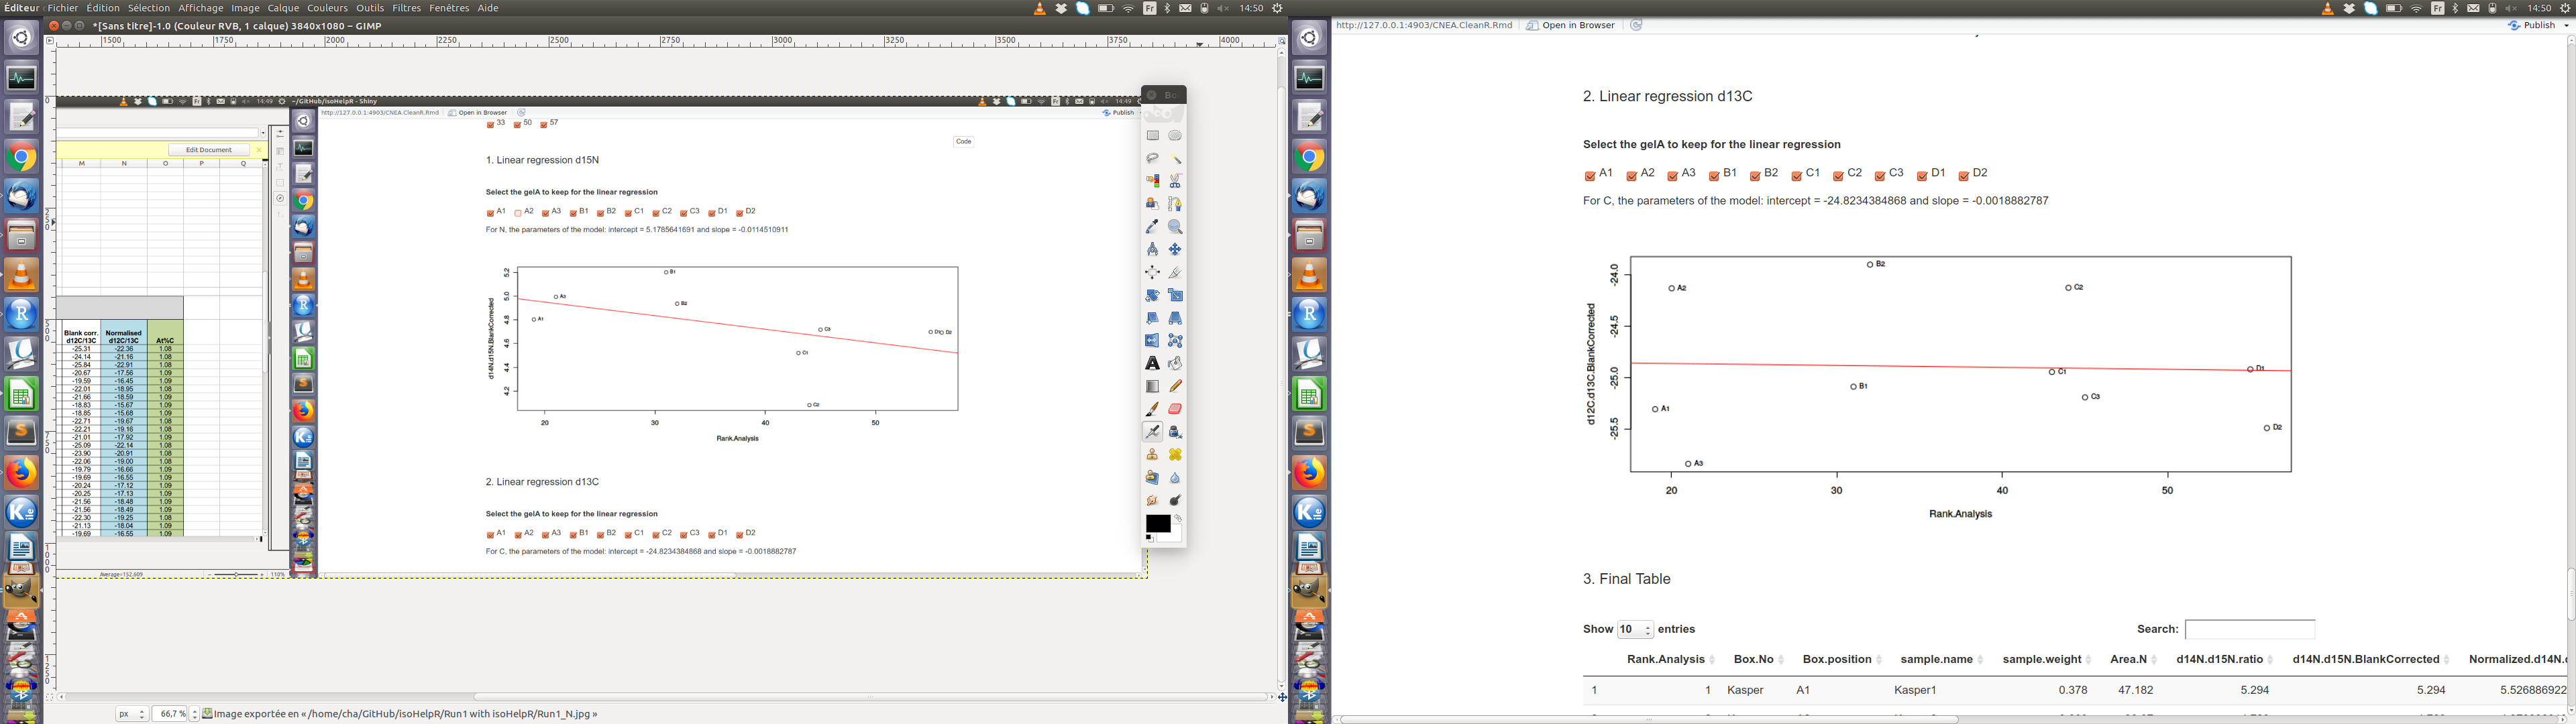 Éditeur Fichier Édition Sélection Affichage Image Calque Couleurs Outils Filtres Fenêtres Aide
Fr 14:50
Fr 14:50
*[Sans titre]-1.0 (Couleur RVB, 1 calque) 3840x1080 – GIMP
1500 1750 2000 2250 2500 2750 3000 3250 3500 3750 4000
Fr 14:49 ~/GitHub/isoHelpR - Shiny
Fr 14:49
http://127.0.0.1:4903/CNEA.CleanR.Rmd Open in Browser Publish
33 50 57
Code
Edit Document
M N O P Q
1. Linear regression d15N
Select the gelA to keep for the linear regression
A1 A2 A3 B1 B2 C1 C2 C3 D1 D2
For N, the parameters of the model: intercept = 5.1785641691 and slope = -0.0114510911
d14N.d15N.BlankCorrected
5.2
5.0
4.8
4.6
4.4
4.2
B1
A3
B2
A1
C3
D2
C1
C2
20 30 40 50
Rank.Analysis
Blank corr. d12C/13C Normalised d12C/13C At%C
-25.31 -22.36 1.08
-24.14 -21.16 1.08
-25.84 -22.91 1.08
-20.67 -17.56 1.09
-19.59 -16.45 1.09
-22.01 -18.95 1.09
-21.66 -18.59 1.09
-18.83 -15.67 1.09
-18.85 -15.68 1.09
-22.71 -19.67 1.08
-22.21 -19.16 1.08
-21.01 -17.92 1.09
-25.09 -22.14 1.08
-23.90 -20.91 1.08
-22.06 -19.00 1.09
-19.79 -16.66 1.09
-19.69 -16.55 1.09
-20.24 -17.12 1.09
-20.25 -17.13 1.09
-21.56 -18.48 1.09
-21.56 -18.49 1.09
-22.30 -19.25 1.08
-21.13 -18.04 1.09
-19.69 -16.55 1.09
2. Linear regression d13C
Select the gelA to keep for the linear regression
A1 A2 A3 B1 B2 C1 C2 C3 D1 D2
For C, the parameters of the model: intercept = -24.8234384868 and slope = -0.0018882787
Average=152,609
110%
px 66,7 % Image exportée en « /home/cha/GitHub/isoHelpR/Run1 with isoHelpR/Run1_N.jpg »
http://127.0.0.1:4903/CNEA.CleanR.Rmd Open in Browser Publish
2. Linear regression d13C
Select the gelA to keep for the linear regression
A1 A2 A3 B1 B2 C1 C2 C3 D1 D2
For C, the parameters of the model: intercept = -24.8234384868 and slope = -0.0018882787
d12C.d13C.BlankCorrected
-24.0
-24.5
-25.0
-25.5
B2
A2
C2
D1
C1
B1
C3
A1
D2
A3
20 30 40 50
Rank.Analysis
3. Final Table
Show 10 entries Search:
Rank.Analysis Box.No Box.position sample.name sample.weight Area.N d14N.d15N.ratio d14N.d15N.BlankCorrected Normalized.d14N.d
1 1 Kasper A1 Kasper1 0.378 47.182 5.294 5.294 5.526886922